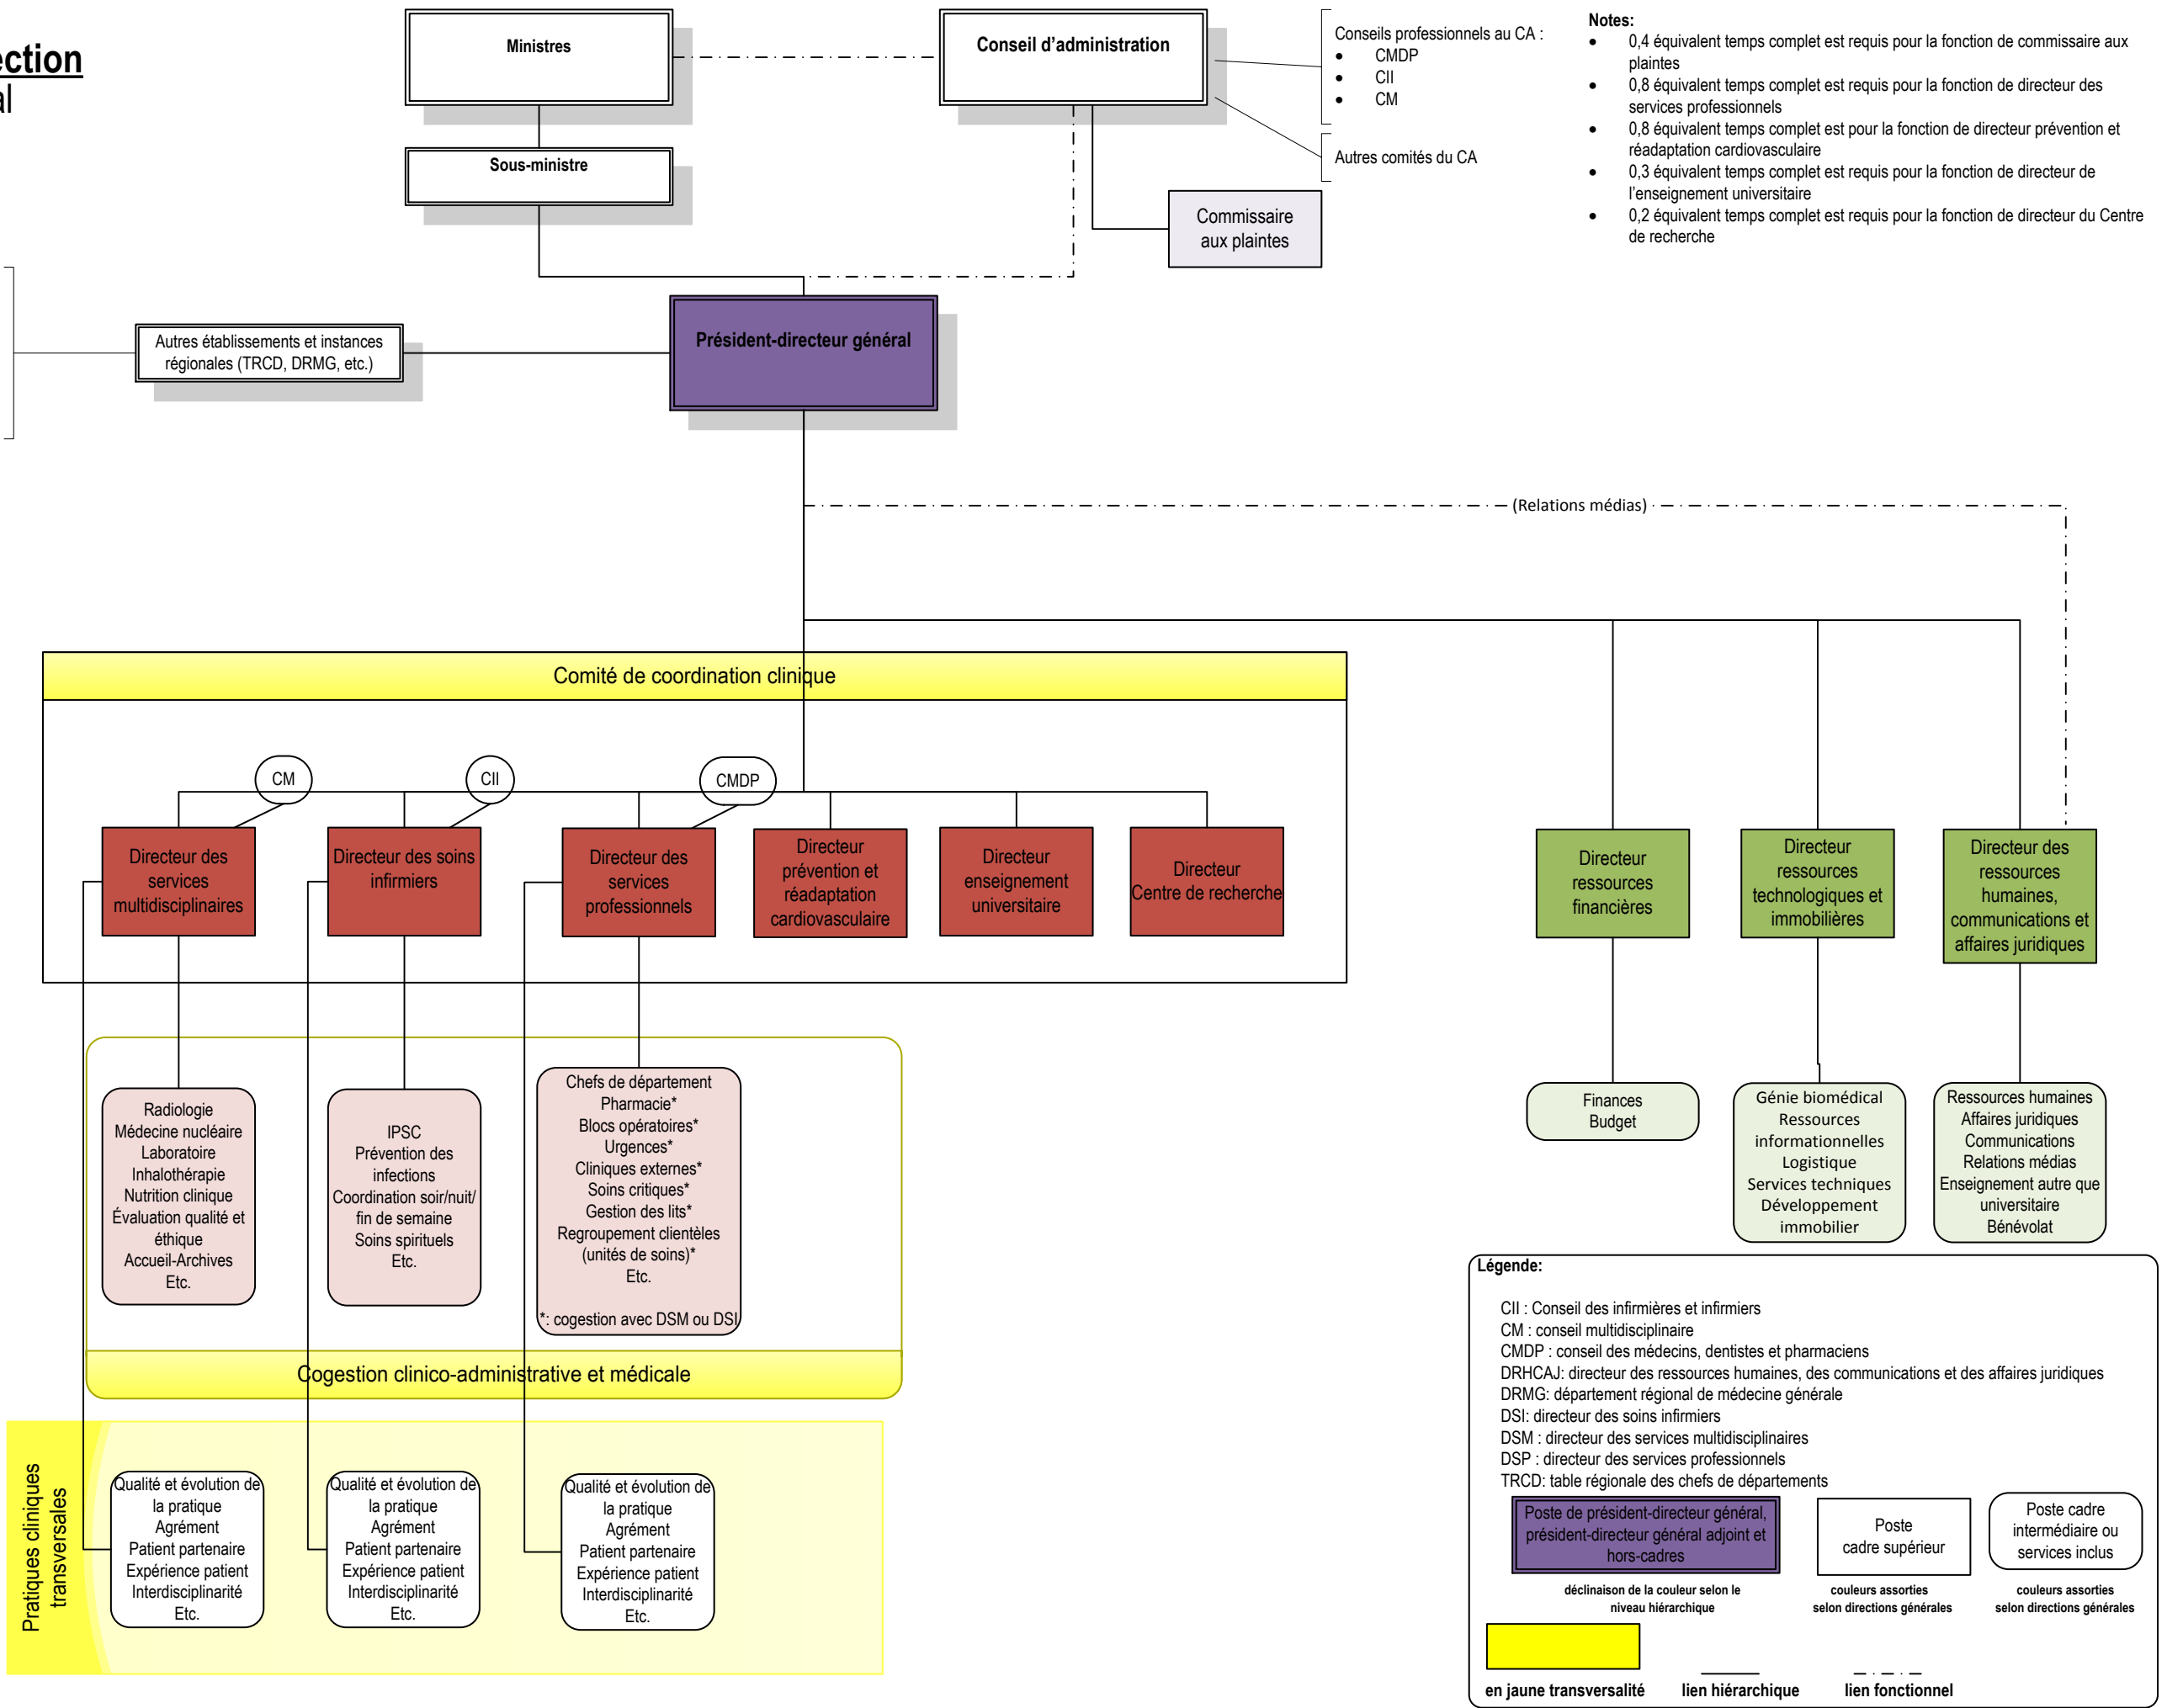 ection
al
Ministres
Conseil d'administration
Conseils professionnels au CA :
• CMDP
• CII
• CM
Autres comités du CA
Notes:
• 0,4 équivalent temps complet est requis pour la fonction de commissaire aux
plaintes
• 0,8 équivalent temps complet est requis pour la fonction de directeur des
services professionnels
• 0,8 équivalent temps complet est pour la fonction de directeur prévention et
réadaptation cardiovasculaire
• 0,3 équivalent temps complet est requis pour la fonction de directeur de
l'enseignement universitaire
• 0,2 équivalent temps complet est requis pour la fonction de directeur du Centre
de recherche
Sous-ministre
Commissaire
aux plaintes
Autres établissements et instances
régionales (TRCD, DRMG, etc.)
Président-directeur général
(Relations médias)
Comité de coordination clinique
CM
CII
CMDP
Directeur des
services
multidisciplinaires
Directeur des soins
infirmiers
Directeur des
services
professionnels
Directeur
prévention et
réadaptation
cardiovasculaire
Directeur
enseignement
universitaire
Directeur
Centre de recherche
Directeur
ressources
financières
Directeur
ressources
technologiques et
immobilières
Directeur des
ressources
humaines,
communications et
affaires juridiques
Radiologie
Médecine nucléaire
Laboratoire
Inhalothérapie
Nutrition clinique
Évaluation qualité et
éthique
Accueil-Archives
Etc.
IPSC
Prévention des
infections
Coordination soir/nuit/
fin de semaine
Soins spirituels
Etc.
Chefs de département
Pharmacie*
Blocs opératoires*
Urgences*
Cliniques externes*
Soins critiques*
Gestion des lits*
Regroupement clientèles
(unités de soins)*
Etc.
*: cogestion avec DSM ou DSI
Finances
Budget
Génie biomédical
Ressources
informationnelles
Logistique
Services techniques
Développement
immobilier
Ressources humaines
Affaires juridiques
Communications
Relations médias
Enseignement autre que
universitaire
Bénévolat
Cogestion clinico-administrative et médicale
Pratiques cliniques
transversales
Qualité et évolution de
la pratique
Agrément
Patient partenaire
Expérience patient
Interdisciplinarité
Etc.
Qualité et évolution de
la pratique
Agrément
Patient partenaire
Expérience patient
Interdisciplinarité
Etc.
Qualité et évolution de
la pratique
Agrément
Patient partenaire
Expérience patient
Interdisciplinarité
Etc.
Légende:
CII : Conseil des infirmières et infirmiers
CM : conseil multidisciplinaire
CMDP : conseil des médecins, dentistes et pharmaciens
DRHCAJ: directeur des ressources humaines, des communications et des affaires juridiques
DRMG: département régional de médecine générale
DSI: directeur des soins infirmiers
DSM : directeur des services multidisciplinaires
DSP : directeur des services professionnels
TRCD: table régionale des chefs de départements
Poste de président-directeur général,
président-directeur général adjoint et
hors-cadres
Poste
cadre supérieur
Poste cadre
intermédiaire ou
services inclus
déclinaison de la couleur selon le
niveau hiérarchique
couleurs assorties
selon directions générales
couleurs assorties
selon directions générales
en jaune transversalité
lien hiérarchique
lien fonctionnel